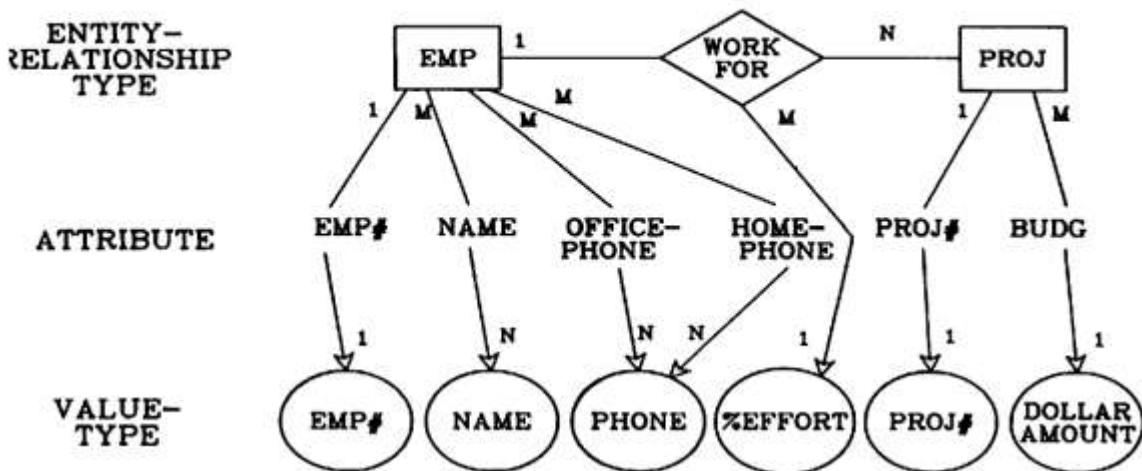 ENTITY-
RELATIONSHIP
TYPE
EMP
1
WORK
FOR
N
PROJ
1
M
M
M
M
1
M
ATTRIBUTE
EMP#
NAME
OFFICE-
PHONE
HOME-
PHONE
PROJ#
BUDG
1
N
N
N
1
1
1
VALUE-
TYPE
EMP#
NAME
PHONE
%EFFORT
PROJ#
DOLLAR
AMOUNT